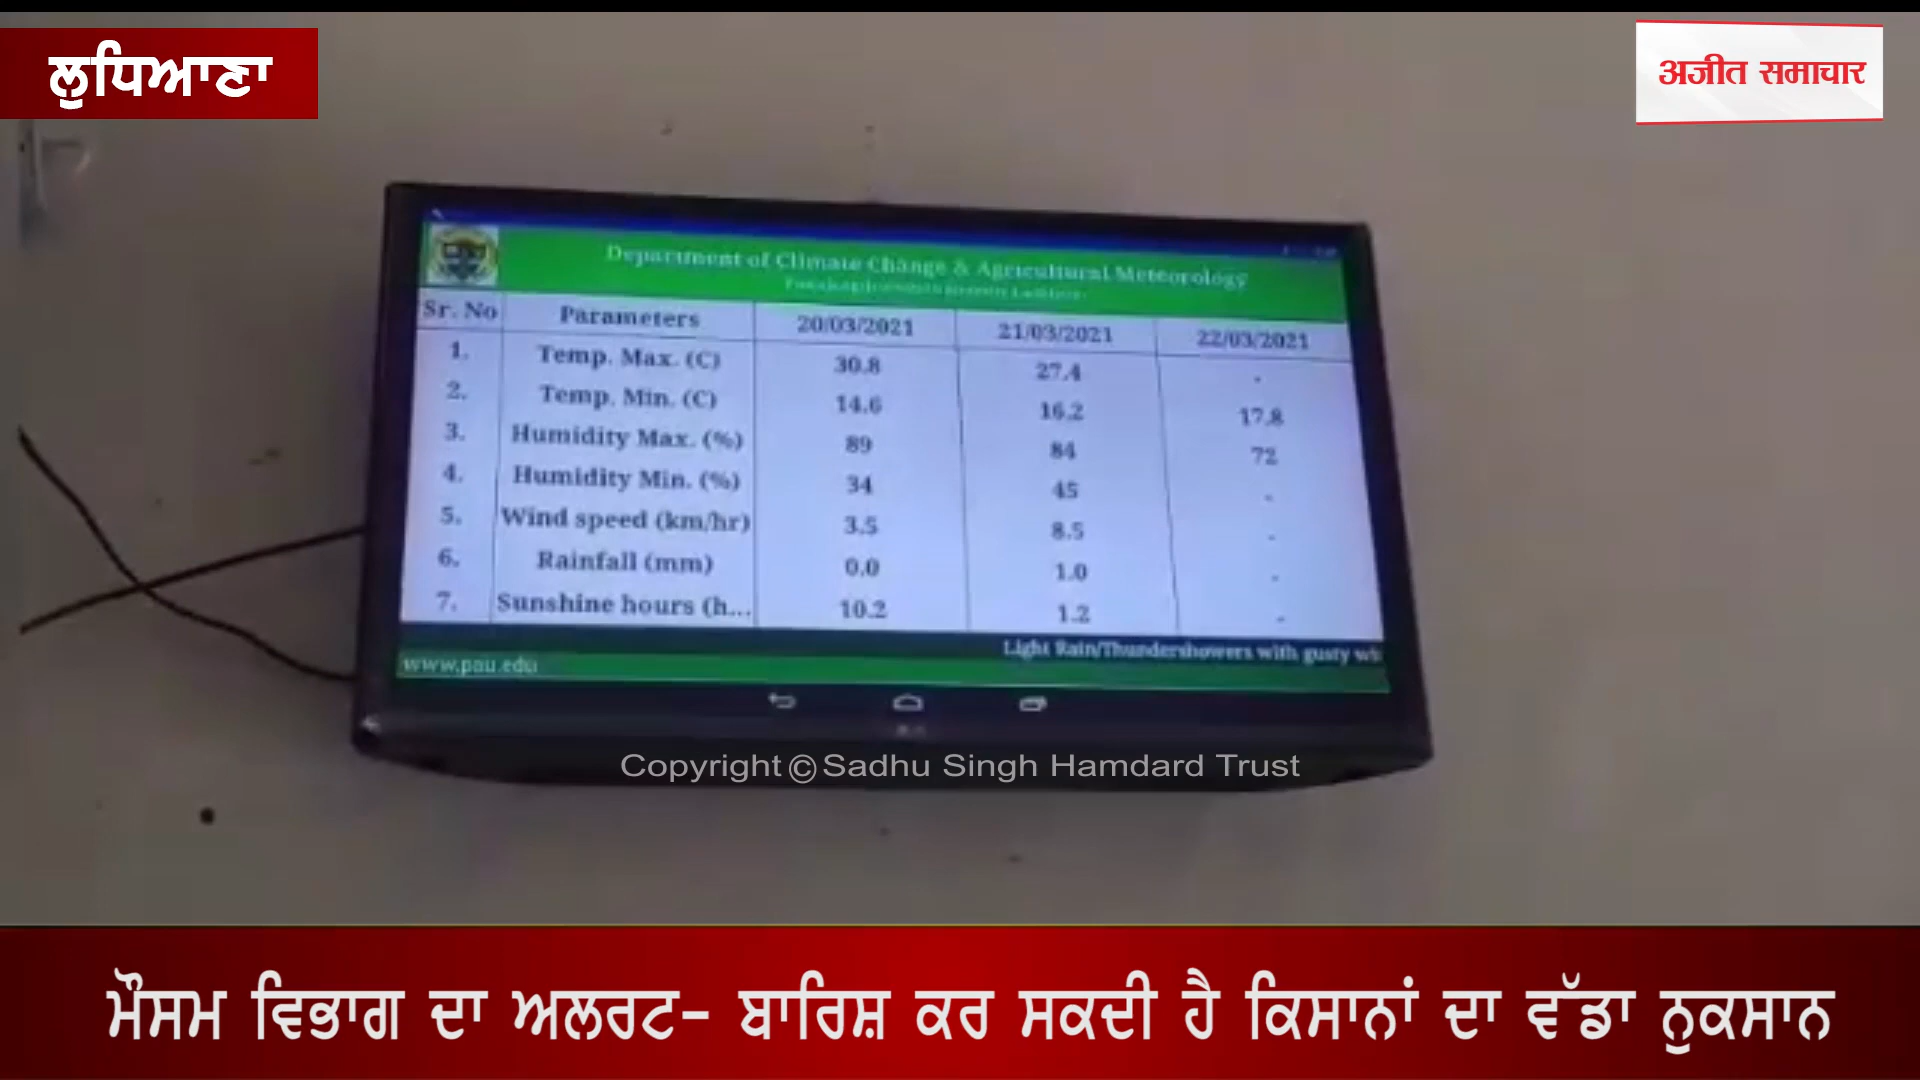 ਲੁਧਿਆਣਾ
अजीत समाचार
Department of Climate Change & Agricultural Meteorology
Sr. No Parameters 20/03/2021 21/03/2021 22/03/2021
1. Temp. Max. (C) 30.8 27.4 -
2. Temp. Min. (C) 14.6 16.2 17.8
3. Humidity Max. (%) 89 84 72
4. Humidity Min. (%) 34 45 -
5. Wind speed (km/hr) 3.5 8.5 -
6. Rainfall (mm) 0.0 1.0 -
7. Sunshine hours (h... 10.2 1.2 -
Light Rain/Thundershowers with gusty
www.pau.edu
Copyright © Sadhu Singh Hamdard Trust
ਮੌਸਮ ਵਿਭਾਗ ਦਾ ਅਲਰਟ- ਬਾਰਿਸ਼ ਕਰ ਸਕਦੀ ਹੈ ਕਿਸਾਨਾਂ ਦਾ ਵੱਡਾ ਨੁਕਸਾਨ